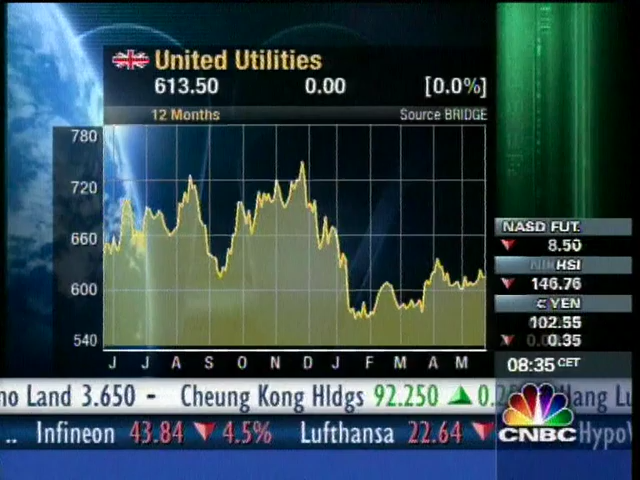 United Utilities
613.50 0.00 [0.0%]
12 Months Source BRIDGE
780
720
660
600
540
J J A S O N D J F M A M
NASD FUT.
8.50
HSI
146.76
€ YEN
102.55
0.35
08:35 CET
no Land 3.650 - Cheung Kong Hldgs 92.250
.. Infineon 43.84 4.5% Lufthansa 22.64
CNBC